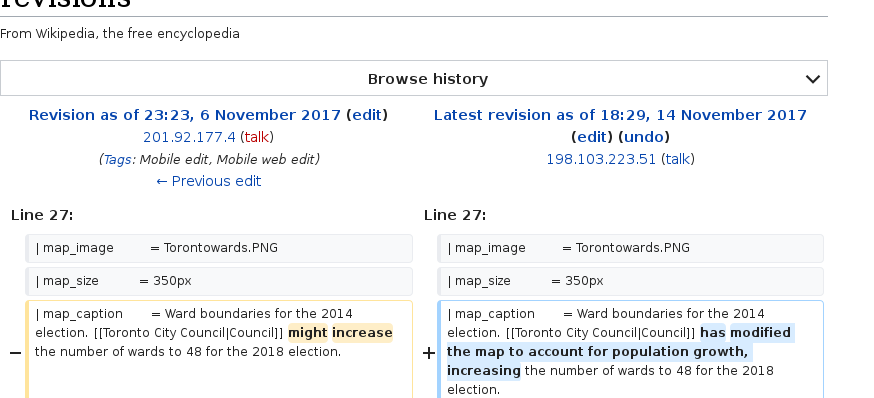 revisions
From Wikipedia, the free encyclopedia
Browse history
Revision as of 23:23, 6 November 2017 (edit)
201.92.177.4 (talk)
(Tags: Mobile edit, Mobile web edit)
← Previous edit
Latest revision as of 18:29, 14 November 2017
(edit) (undo)
198.103.223.51 (talk)
Line 27:
Line 27:
| map_image = Torontowards.PNG
| map_image = Torontowards.PNG
| map_size = 350px
| map_size = 350px
− | map_caption = Ward boundaries for the 2014
election. [[Toronto City Council|Council]] might increase
the number of wards to 48 for the 2018 election.
+ | map_caption = Ward boundaries for the 2014
election. [[Toronto City Council|Council]] has modified
the map to account for population growth,
increasing the number of wards to 48 for the 2018
election.